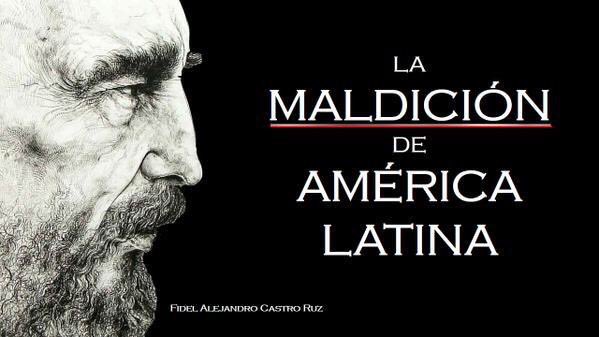 LA
MALDICIÓN
DE
AMÉRICA
LATINA
FIDEL ALEJANDRO CASTRO RUZ